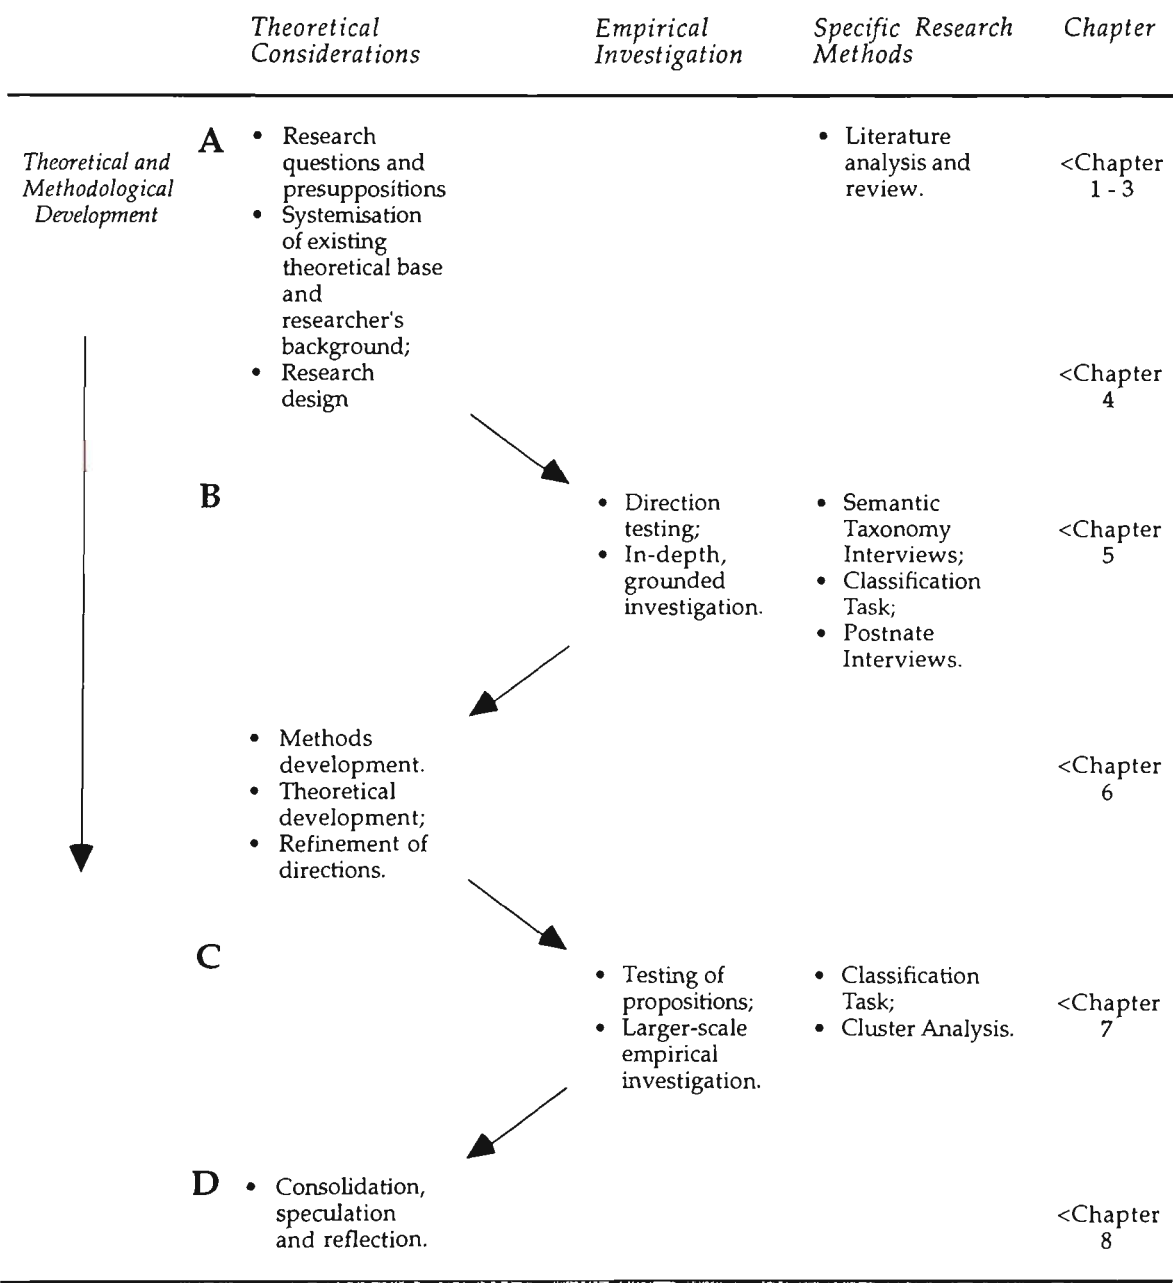 Theoretical
Considerations
Empirical
Investigation
Specific Research
Methods
Chapter
Theoretical and
Methodological
Development
A
• Research
questions and
presuppositions
• Systemisation
of existing
theoretical base
and
researcher's
background;
• Research
design
• Literature
analysis and
review.
<Chapter
1 - 3
<Chapter
4
B
• Direction
testing;
• In-depth,
grounded
investigation.
• Semantic
Taxonomy
Interviews;
• Classification
Task;
• Postnate
Interviews.
<Chapter
5
• Methods
development.
• Theoretical
development;
• Refinement of
directions.
<Chapter
6
C
• Testing of
propositions;
• Larger-scale
empirical
investigation.
• Classification
Task;
• Cluster Analysis.
<Chapter
7
D
• Consolidation,
speculation
and reflection.
<Chapter
8